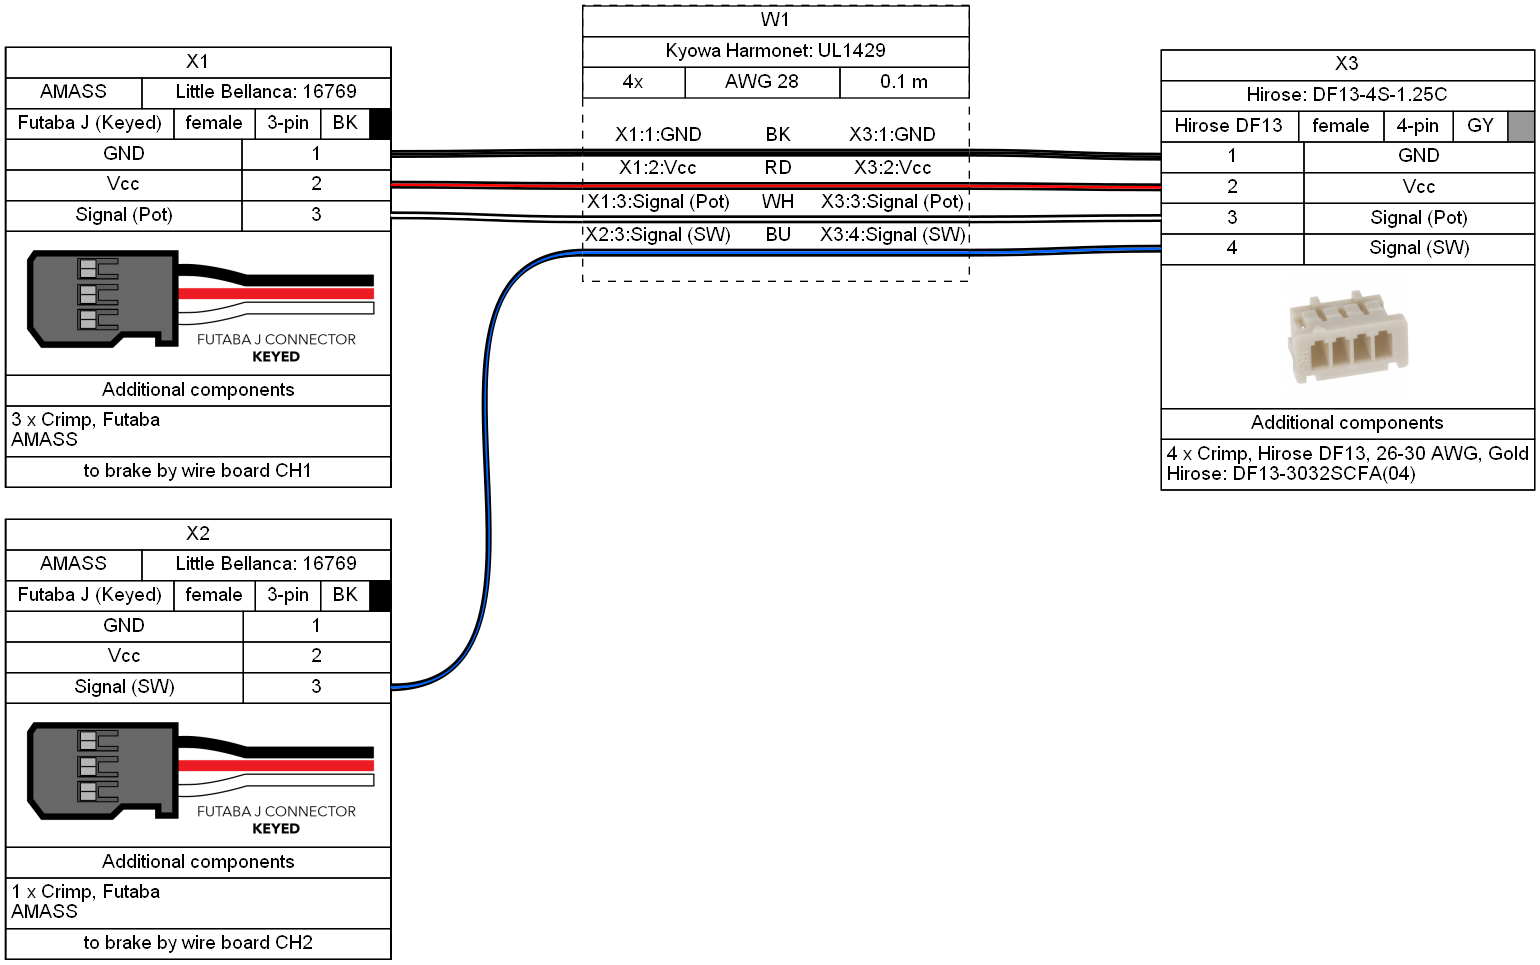 X1
AMASS Little Bellanca: 16769
Futaba J (Keyed) female 3-pin BK
GND 1
Vcc 2
Signal (Pot) 3
FUTABA J CONNECTOR
KEYED
Additional components
3 x Crimp, Futaba
AMASS
to brake by wire board CH1
X2
AMASS Little Bellanca: 16769
Futaba J (Keyed) female 3-pin BK
GND 1
Vcc 2
Signal (SW) 3
FUTABA J CONNECTOR
KEYED
Additional components
1 x Crimp, Futaba
AMASS
to brake by wire board CH2
W1
Kyowa Harmonet: UL1429
4x AWG 28 0.1 m
X1:1:GND BK X3:1:GND
X1:2:Vcc RD X3:2:Vcc
X1:3:Signal (Pot) WH X3:3:Signal (Pot)
X2:3:Signal (SW) BU X3:4:Signal (SW)
X3
Hirose: DF13-4S-1.25C
Hirose DF13 female 4-pin GY
1 GND
2 Vcc
3 Signal (Pot)
4 Signal (SW)
Additional components
4 x Crimp, Hirose DF13, 26-30 AWG, Gold
Hirose: DF13-3032SCFA(04)